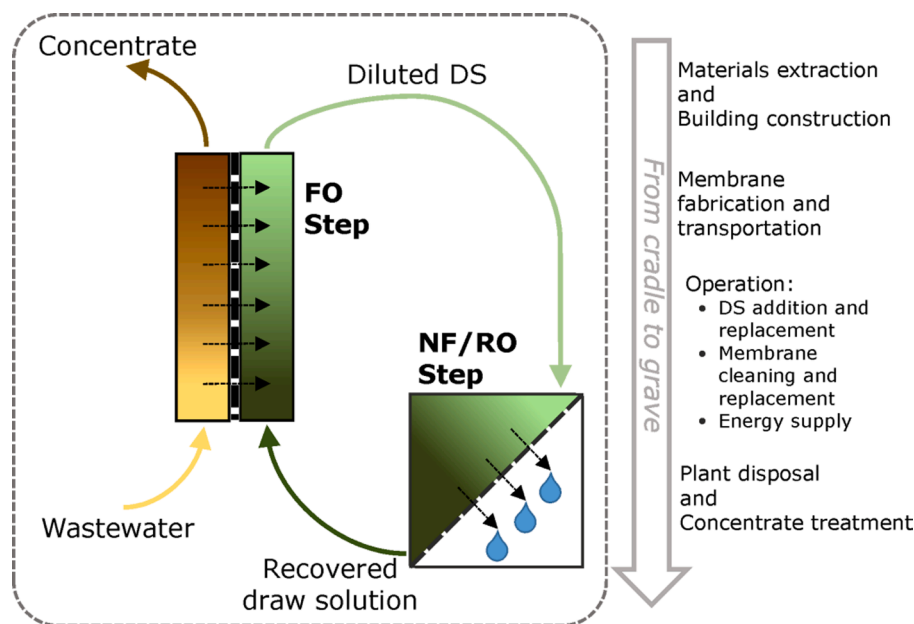 Concentrate
Diluted DS
FO
Step
NF/RO
Step
Wastewater
Recovered
draw solution
From cradle to grave
Materials extraction
and
Building construction
Membrane
fabrication and
transportation
Operation:
• DS addition and
replacement
• Membrane
cleaning and
replacement
• Energy supply
Plant disposal
and
Concentrate treatment